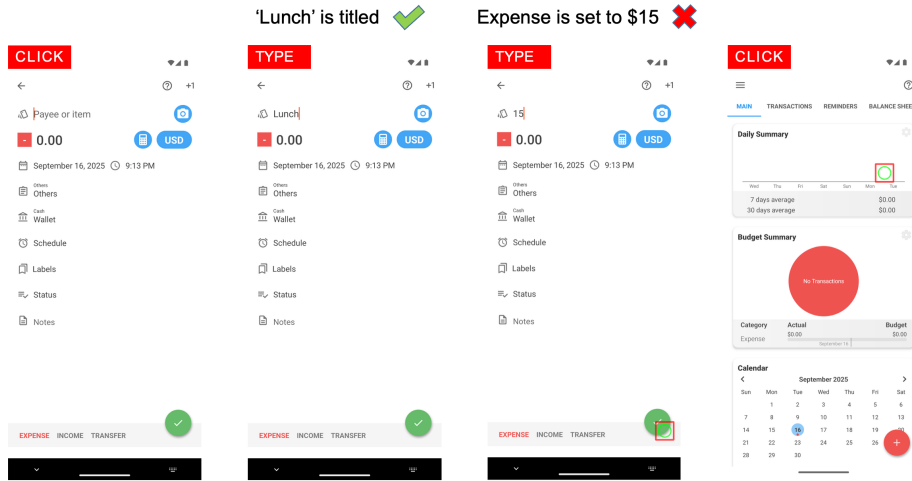 'Lunch' is titled
Expense is set to $15
CLICK
+1
Payee or item
- 0.00
USD
September 16, 2025
9:13 PM
Others
Others
Cash
Wallet
Schedule
Labels
Status
Notes
EXPENSE INCOME TRANSFER
TYPE
+1
Lunch
- 0.00
USD
September 16, 2025
9:13 PM
Others
Others
Cash
Wallet
Schedule
Labels
Status
Notes
EXPENSE INCOME TRANSFER
TYPE
+1
15
- 0.00
USD
September 16, 2025
9:13 PM
Others
Others
Cash
Wallet
Schedule
Labels
Status
Notes
EXPENSE INCOME TRANSFER
CLICK
MAIN TRANSACTIONS REMINDERS BALANCE SHEE
Daily Summary
Wed Thu Fri Sat Sun Mon Tue
7 days average $0.00
30 days average $0.00
Budget Summary
No Transactions
Category Actual Budget
Expense $0.00 $0.00
September 16
Calendar
< September 2025 >
Sun Mon Tue Wed Thu Fri Sat
1 2 3 4 5 6
7 8 9 10 11 12 13
14 15 16 17 18 19 20
21 22 23 24 25 26 +
28 29 30